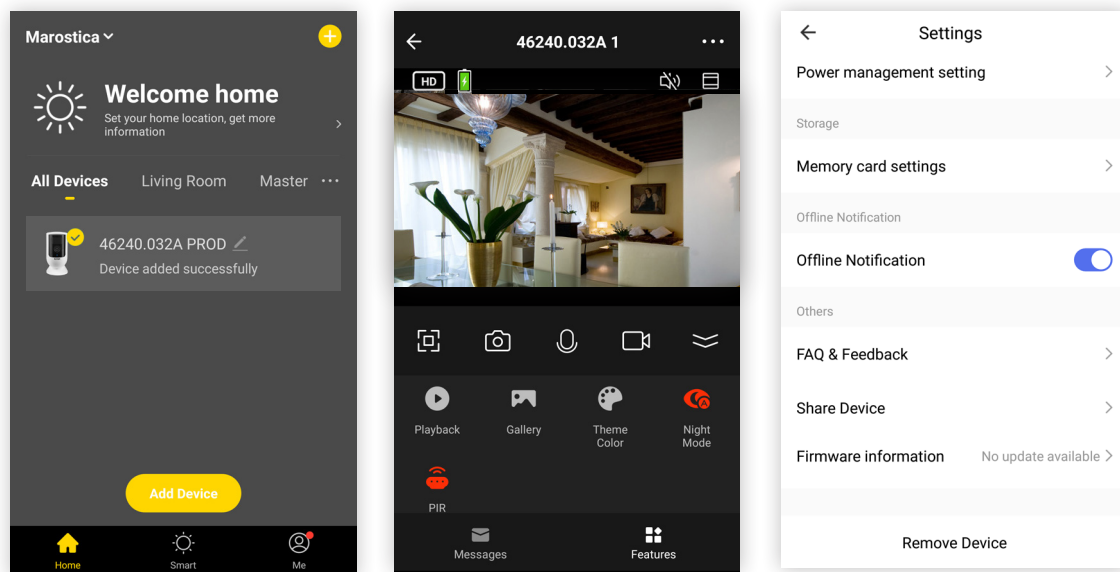 Marostica
Welcome home
Set your home location, get more
information
All Devices
Living Room
Master
46240.032A PROD
Device added successfully
Add Device
Home
Smart
Me
46240.032A 1
HD
Playback
Gallery
Theme
Color
Night
Mode
A
PIR
Messages
Features
Settings
Power management setting
Storage
Memory card settings
Offline Notification
Offline Notification
Others
FAQ & Feedback
Share Device
Firmware information
No update available
Remove Device